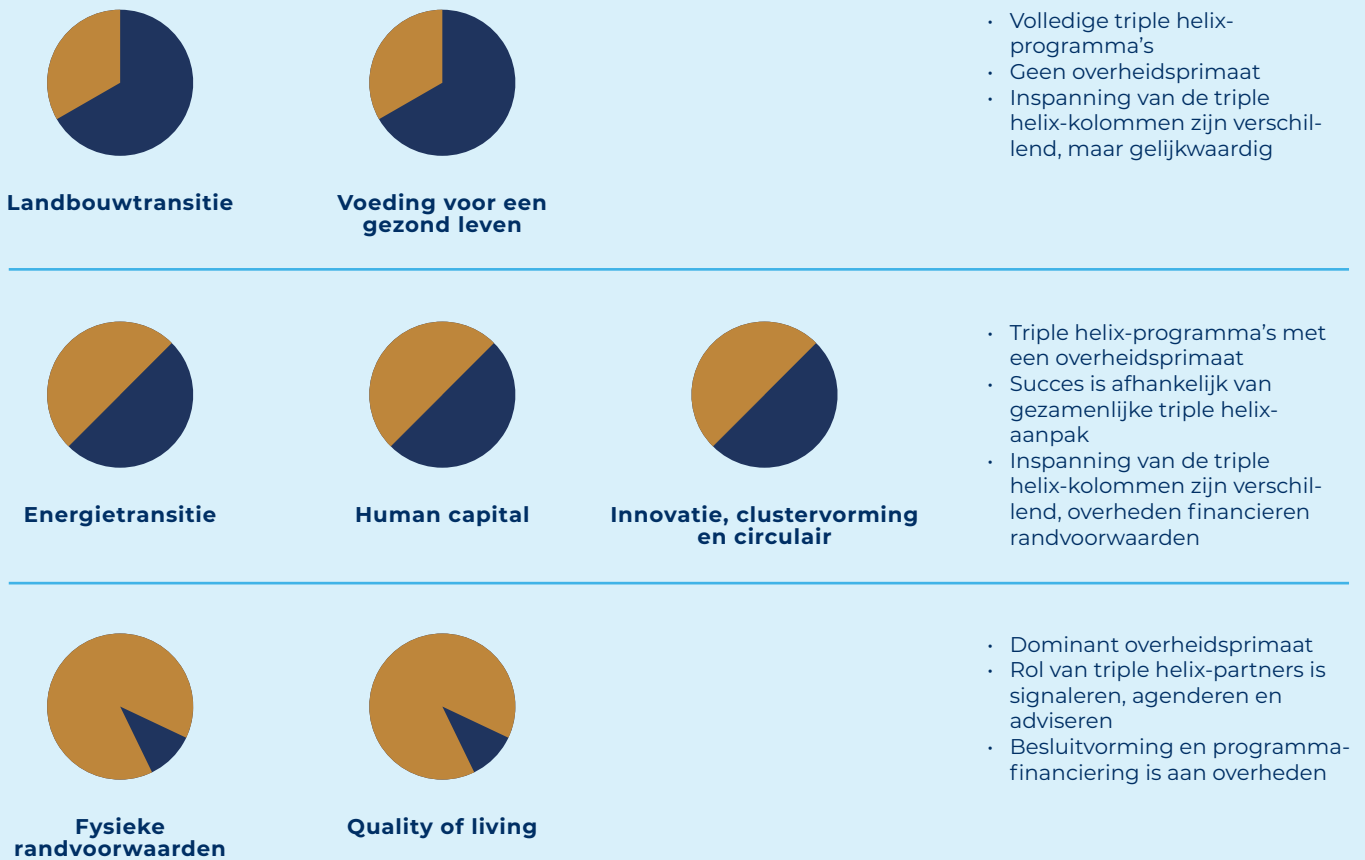 Landbouwtransitie
Voeding voor een
gezond leven
• Volledige triple helix-
programma's
• Geen overheidsprimaat
• Inspanning van de triple
helix-kolommen zijn verschil-
lend, maar gelijkwaardig
Energietransitie
Human capital
Innovatie, clustervorming
en circulair
• Triple helix-programma's met
een overheidsprimaat
• Succes is afhankelijk van
gezamenlijke triple helix-
aanpak
• Inspanning van de triple
helix-kolommen zijn verschil-
lend, overheden financieren
randvoorwaarden
Fysieke
randvoorwaarden
Quality of living
• Dominant overheidsprimaat
• Rol van triple helix-partners is
signaleren, agenderen en
adviseren
• Besluitvorming en programma-
financiering is aan overheden